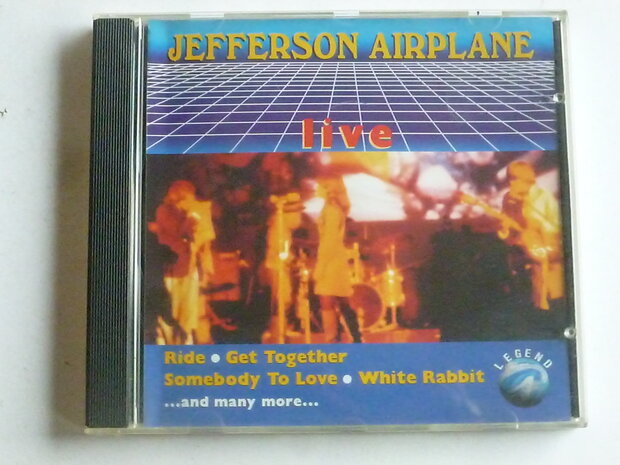 JEFFERSON AIRPLANE
live
Ride • Get Together
Somebody To Love • White Rabbit
...and many more...
LEGEND